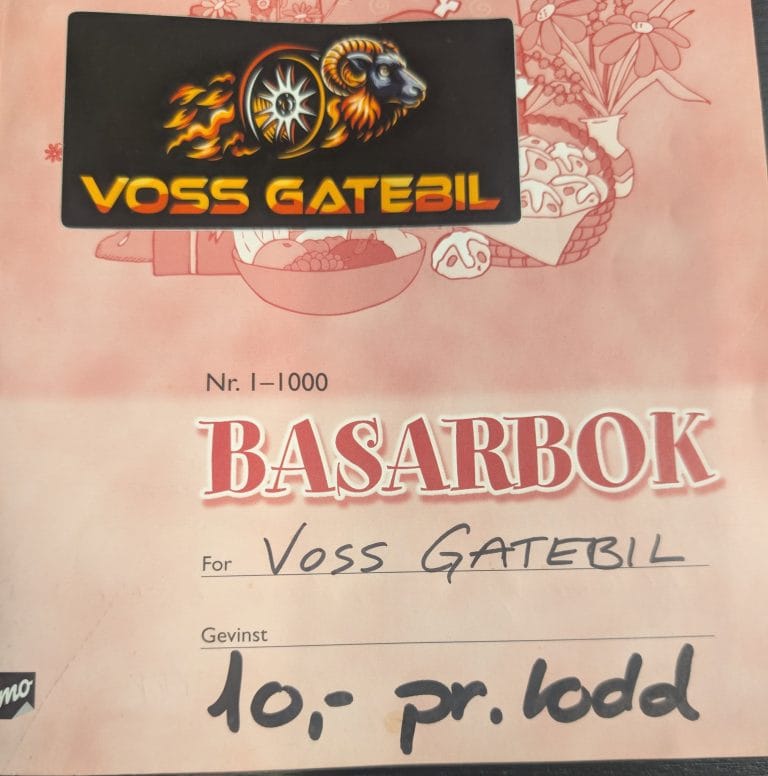 VOSS GATEBIL
Nr. 1–1000
BASARBOK
For VOSS GATEBIL
Gevinst
10,- pr. lodd